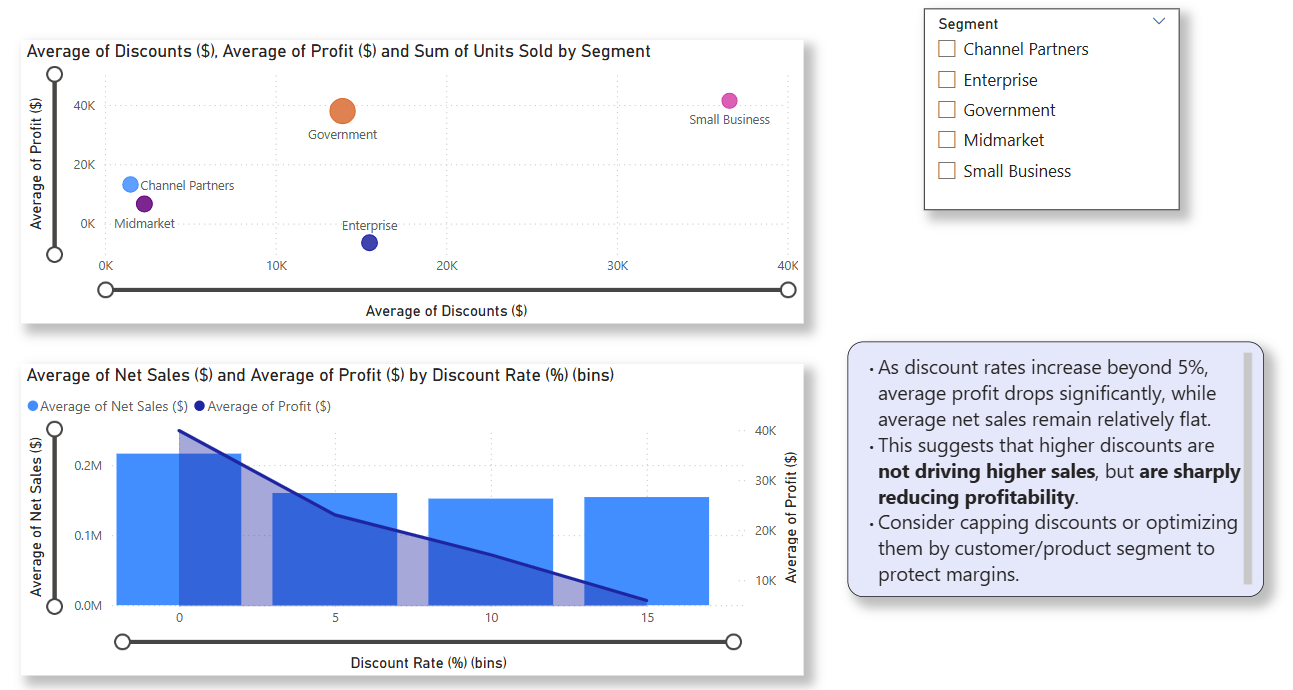 Average of Discounts ($), Average of Profit ($) and Sum of Units Sold by Segment
Average of Profit ($)
40K
20K
0K
Government
Small Business
Channel Partners
Midmarket
Enterprise
0K
10K
20K
30K
40K
Average of Discounts ($)
Segment
Channel Partners
Enterprise
Government
Midmarket
Small Business
Average of Net Sales ($) and Average of Profit ($) by Discount Rate (%) (bins)
Average of Net Sales ($)
Average of Profit ($)
Average of Net Sales ($)
0.2M
0.1M
0.0M
40K
30K
20K
10K
Average of Profit ($)
0
5
10
15
Discount Rate (%) (bins)
· As discount rates increase beyond 5%,
average profit drops significantly, while
average net sales remain relatively flat.
· This suggests that higher discounts are
not driving higher sales, but are sharply
reducing profitability.
· Consider capping discounts or optimizing
them by customer/product segment to
protect margins.